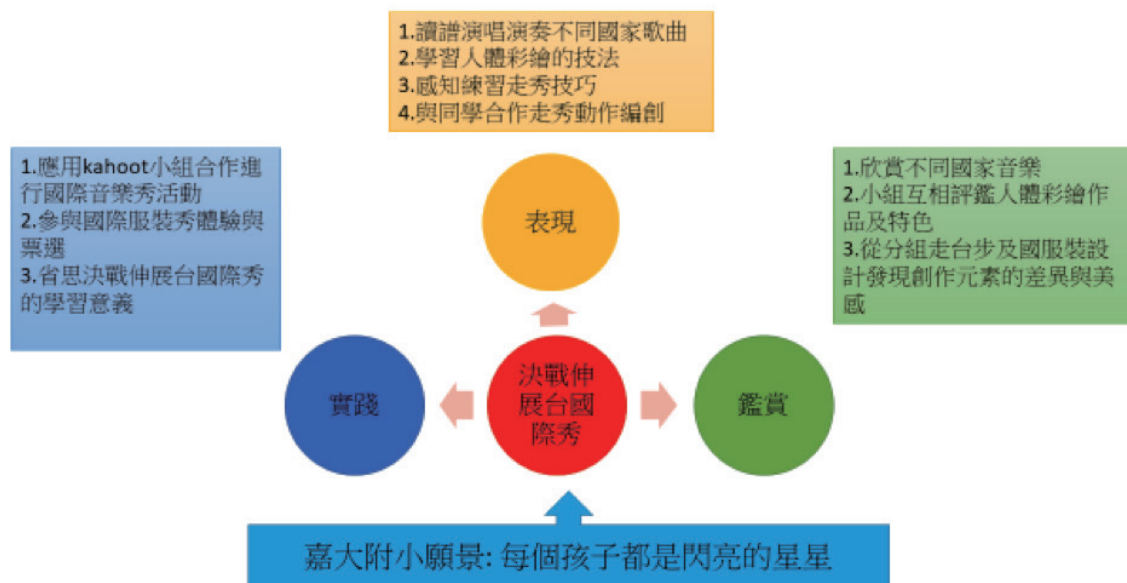 1.讀譜演唱演奏不同國家歌曲
2.學習人體彩繪的技法
3.感知練習走秀技巧
4.與同學合作走秀動作編創
1.應用kahoot小組合作進
行國際音樂秀活動
2.參與國際服裝秀體驗與
票選
3.省思決戰伸展台國際秀
的學習意義
表現
1.欣賞不同國家音樂
2.小組互相評鑑人體彩繪作
品及特色
3.從分組走台步及國服裝設
計發現創作元素的差異與美
感
實踐
決戰伸
展台國
際秀
鑑賞
嘉大附小願景: 每個孩子都是閃亮的星星